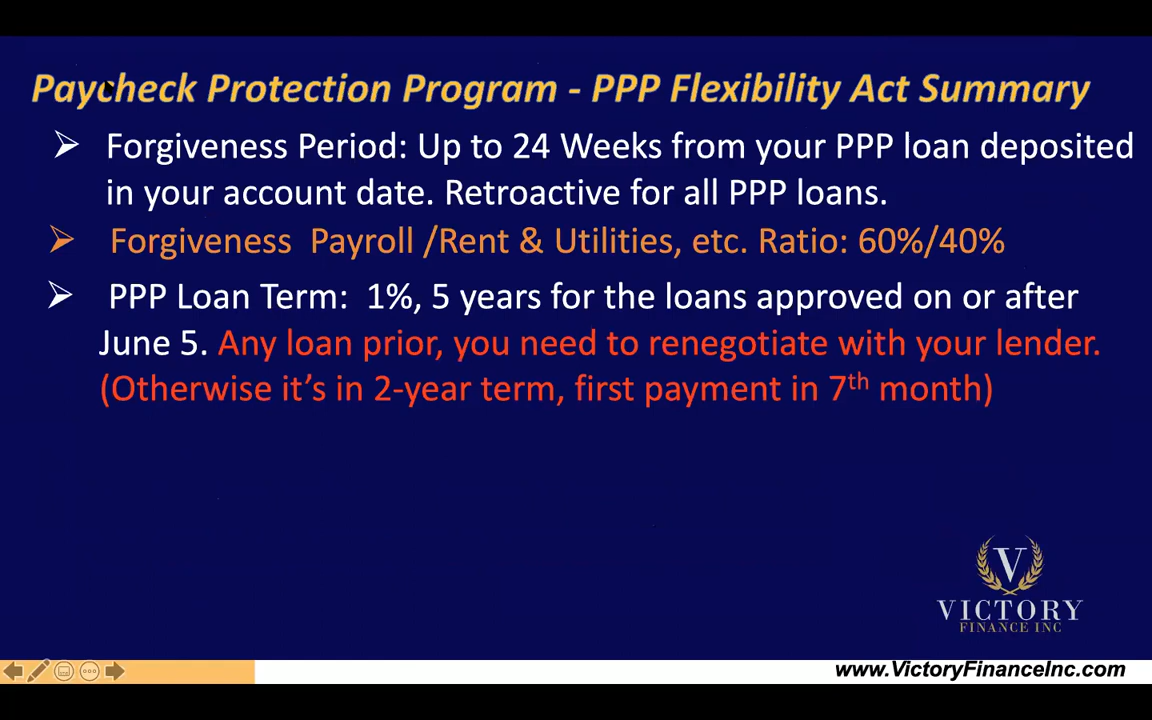 Paycheck Protection Program - PPP Flexibility Act Summary
➢ Forgiveness Period: Up to 24 Weeks from your PPP loan deposited
in your account date. Retroactive for all PPP loans.
➢ Forgiveness Payroll /Rent & Utilities, etc. Ratio: 60%/40%
➢ PPP Loan Term: 1%, 5 years for the loans approved on or after
June 5. Any loan prior, you need to renegotiate with your lender.
(Otherwise it's in 2-year term, first payment in 7th month)
V
VICTORY
FINANCE INC
www.VictoryFinanceInc.com